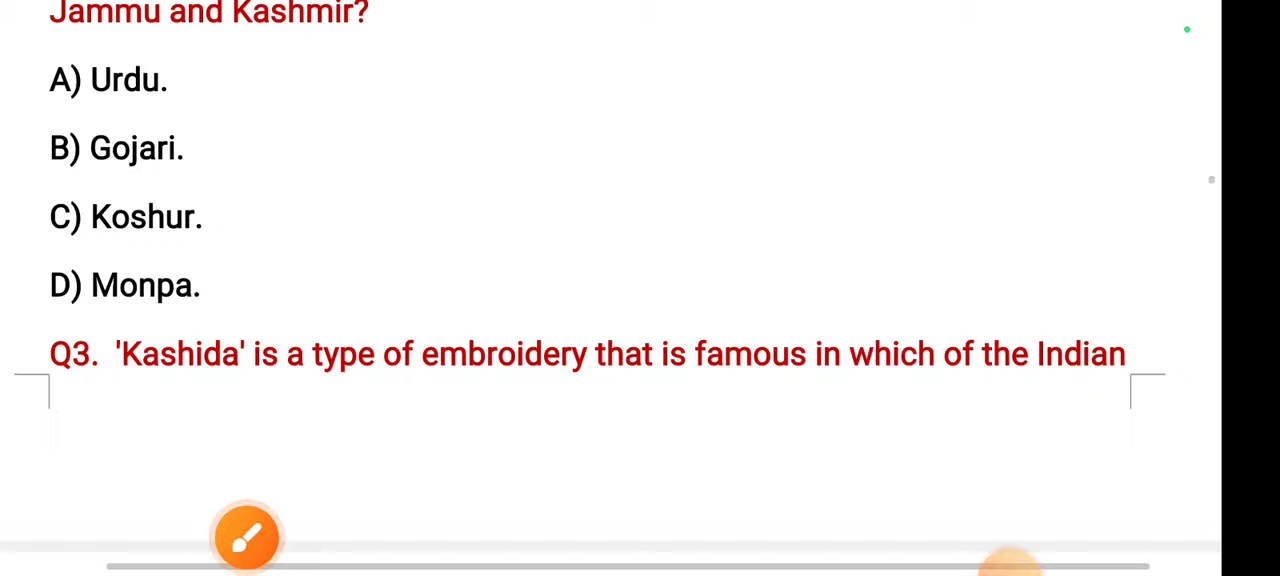 Jammu and Kashmir?
A) Urdu.
B) Gojari.
C) Koshur.
D) Monpa.
Q3. 'Kashida' is a type of embroidery that is famous in which of the Indian